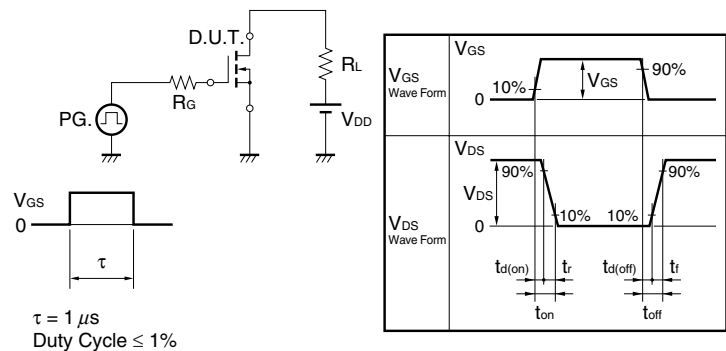 D.U.T.
RL
RG
PG.
VDD
VGS
0
τ
τ = 1 μs
Duty Cycle ≤ 1%
VGS
Wave Form
VGS
10%
VGS
90%
0
VDS
Wave Form
VDS
90%
VDS
90%
10%
10%
0
td(on)
tr
td(off)
tf
ton
toff